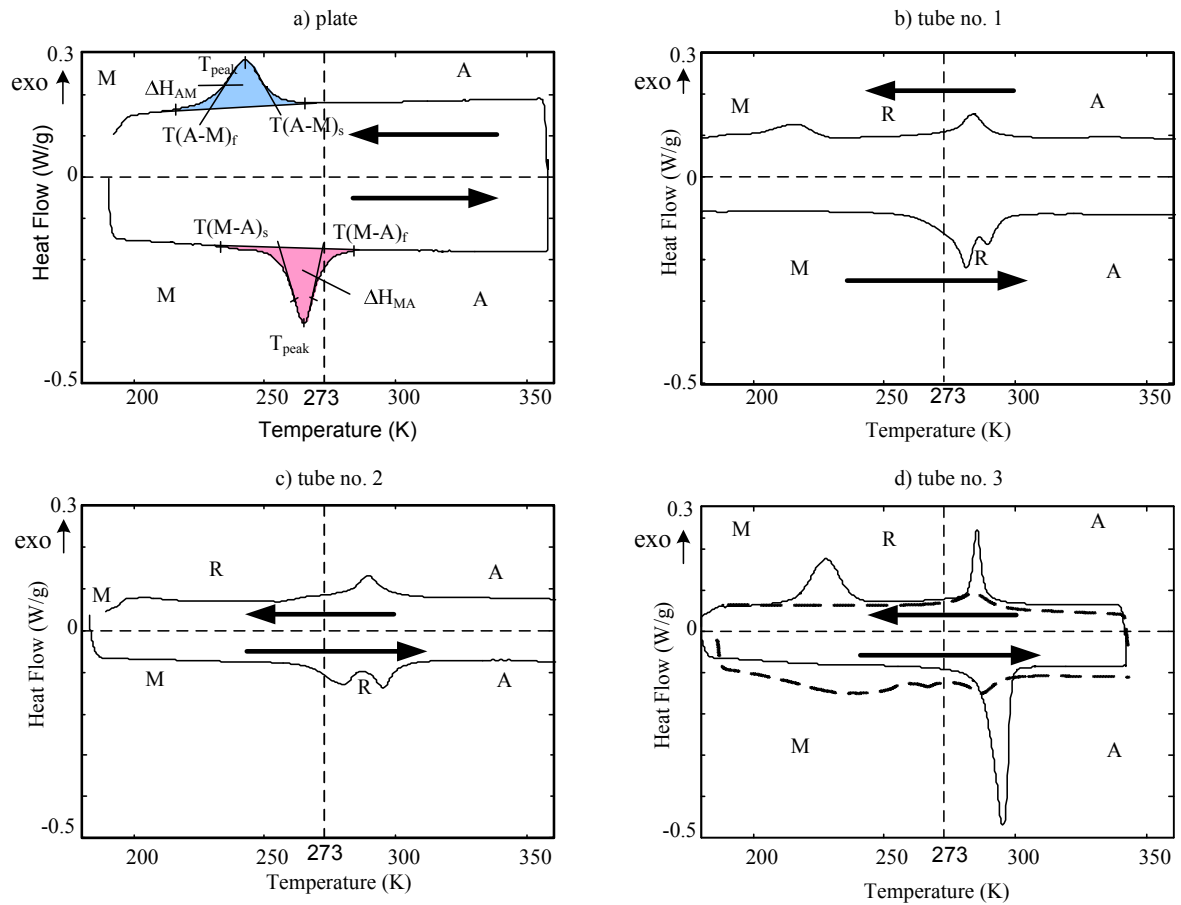 a) plate
0.3
exo
M
T_peak
ΔH_AM
A
T(A-M)_f
T(A-M)_s
0
Heat Flow (W/g)
T(M-A)_s
T(M-A)_f
M
ΔH_MA
A
T_peak
-0.5
200
250
273
300
350
Temperature (K)
b) tube no. 1
0.3
exo
M
R
A
0
Heat Flow (W/g)
M
R
A
-0.5
200
250
273
300
350
Temperature (K)
c) tube no. 2
0.3
exo
R
M
A
0
Heat Flow (W/g)
M
R
A
-0.5
200
250
273
300
350
Temperature (K)
d) tube no. 3
0.3
exo
M
R
A
0
Heat Flow (W/g)
M
A
-0.5
200
250
273
300
350
Temperature (K)